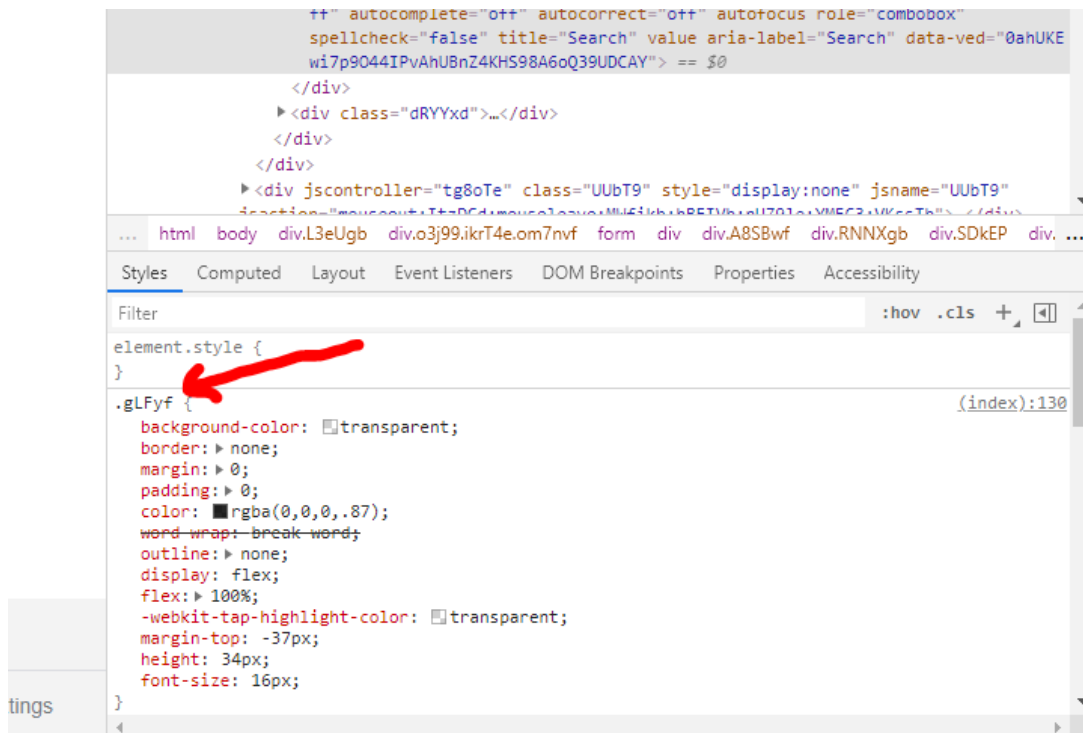 ff" autocomplete="off" autocorrect="off" autofocus role="combobox"
spellcheck="false" title="Search" value aria-label="Search" data-ved="0ahUKE
wi7p9O44IPvAhUBnZ4KHS98A6oQ39UDCAY"> == $0
</div>
<div class="dRYYxd">…</div>
</div>
</div>
<div jscontroller="tg8oTe" class="UUbT9" style="display:none" jsname="UUbT9"
... html body div.L3eUgb div.o3j99.ikrT4e.om7nvf form div div.A8SBwf div.RNNXgb div.SDkEP div. ...
Styles Computed Layout Event Listeners DOM Breakpoints Properties Accessibility
Filter :hov .cls +
element.style {
}
.gLFyf { (index):130
background-color: transparent;
border: none;
margin: 0;
padding: 0;
color: rgba(0,0,0,.87);
word-wrap: break-word;
outline: none;
display: flex;
flex: 100%;
-webkit-tap-highlight-color: transparent;
margin-top: -37px;
height: 34px;
font-size: 16px;
}
tings